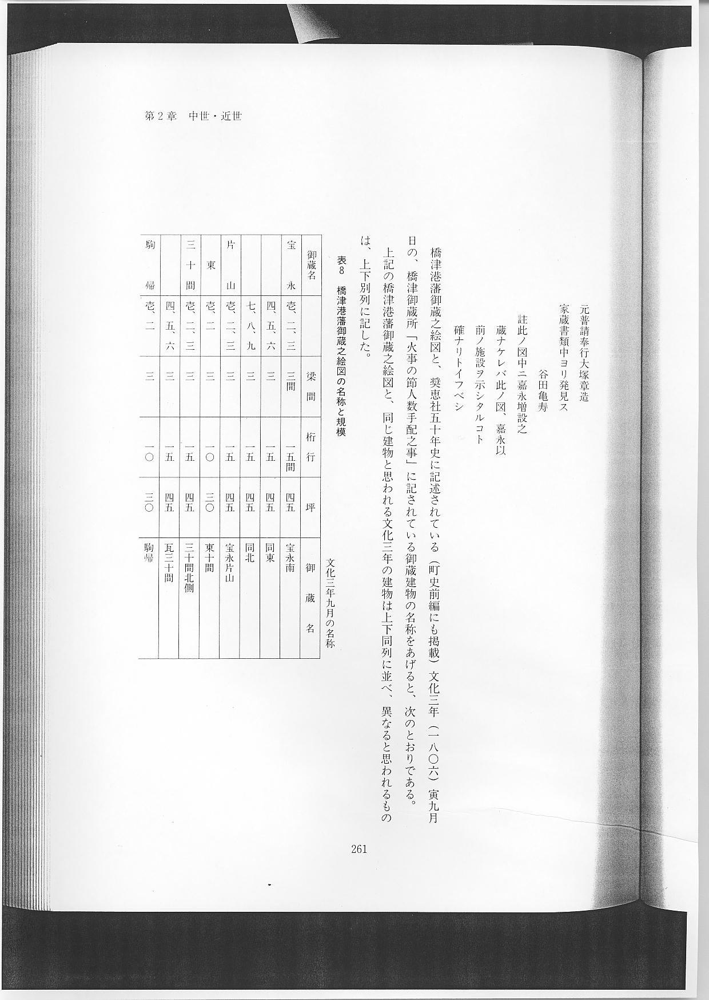 第2章　中世・近世
元普請奉行大塚章造
家蔵書類中ヨリ発見ス
谷田亀寿
註此ノ図中ニ嘉永増設之
蔵ナケレバ此ノ図、嘉永以
前ノ施設ヲ示シタルコト
確ナリトイフベシ
橋津港藩御蔵之絵図と、奨恵社五十年史に記述されている（町史前編にも掲載）文化三年（一八〇六）寅九月
日の、橋津御蔵所「火事の節人数手配之事」に記されている御蔵建物の名称をあげると、次のとおりである。
上記の橋津港藩御蔵之絵図と、同じ建物と思われる文化三年の建物は上下同列に並べ、異なると思われるもの
は、上下別列に記した。
表8　橋津港藩御蔵之絵図の名称と規模
文化三年九月の名称
御蔵名　梁間　桁行　坪　御蔵名
宝永　壱、二、三　三間　一五間　四五　宝永南
四、五、六　三　一五　四五　同東
七、八、九　三　一五　四五　同北
片山　壱、二、三　三　一五　四五　宝永片山
東　壱、二　三　一〇　三〇　東十間
三十間　壱、二、三　三　一五　四五　三十間北側
四、五、六　三　一五　四五　瓦三十間
駒帰　壱、二　三　一〇　三〇　駒帰
261